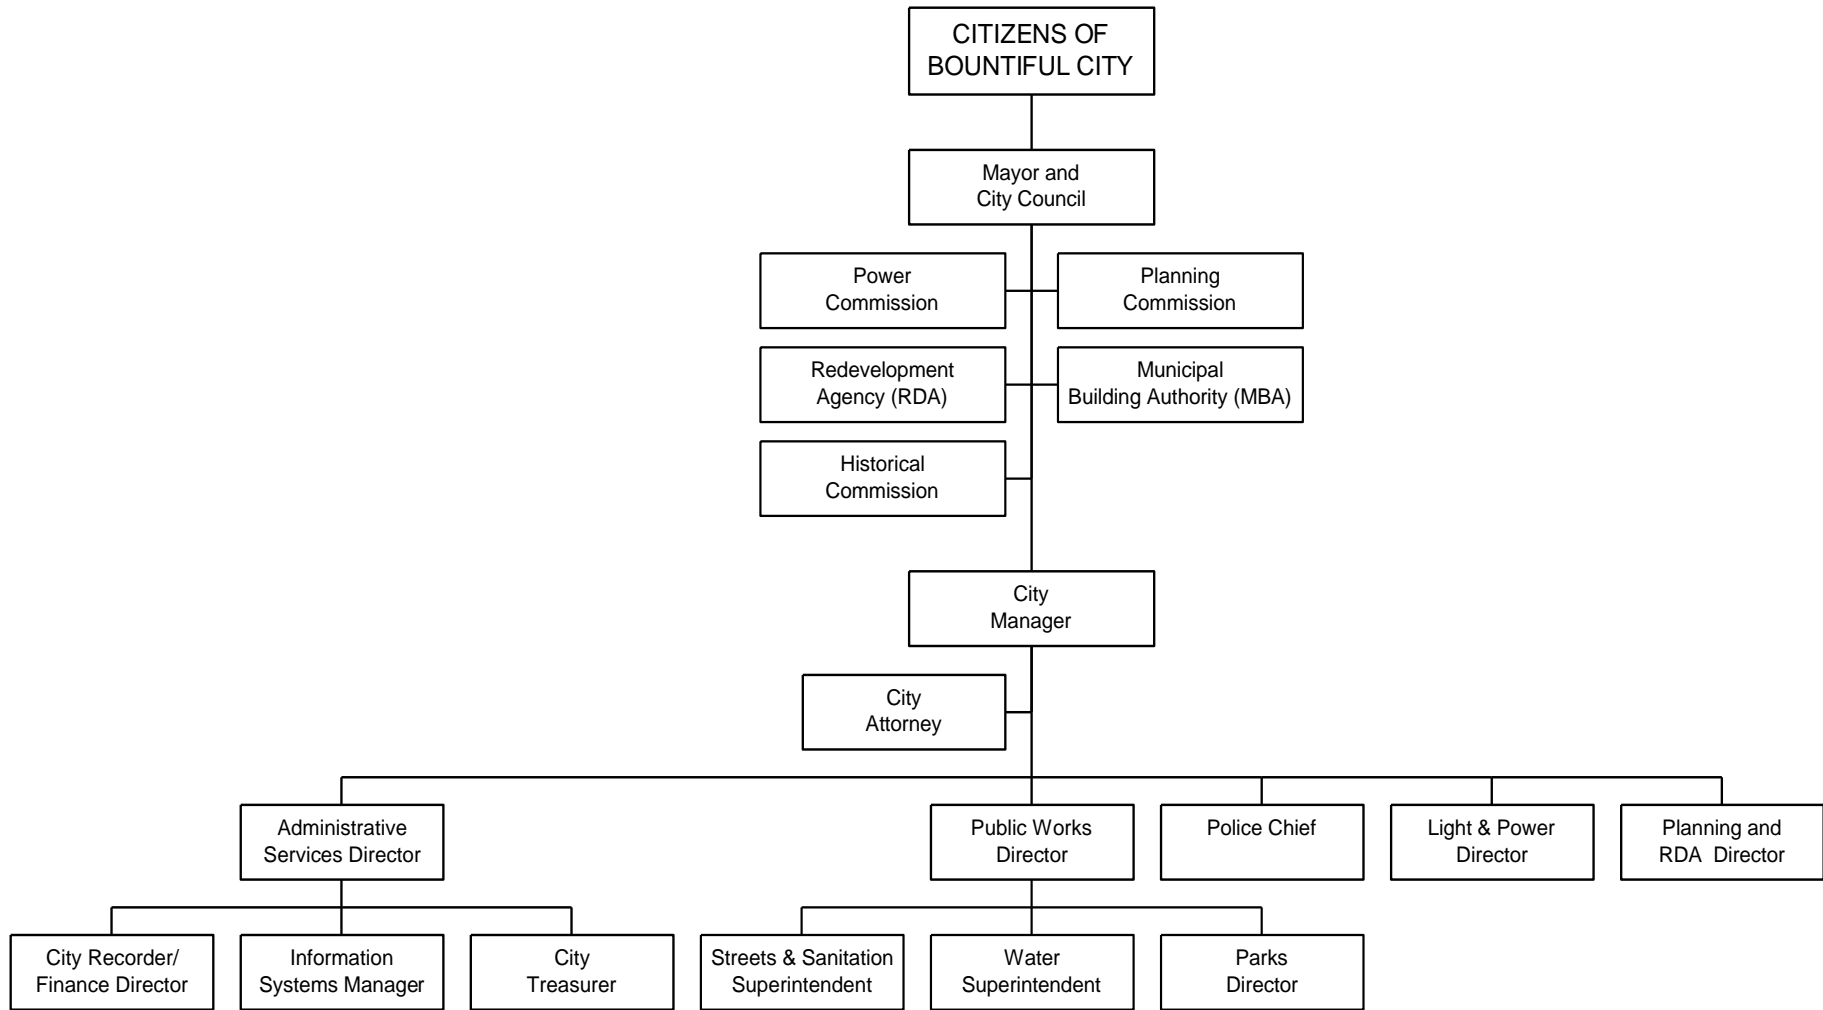 CITIZENS OF
BOUNTIFUL CITY
Mayor and
City Council
Power
Commission
Planning
Commission
Redevelopment
Agency (RDA)
Municipal
Building Authority (MBA)
Historical
Commission
City
Manager
City
Attorney
Administrative
Services Director
Public Works
Director
Police Chief
Light & Power
Director
Planning and
RDA Director
City Recorder/
Finance Director
Information
Systems Manager
City
Treasurer
Streets & Sanitation
Superintendent
Water
Superintendent
Parks
Director